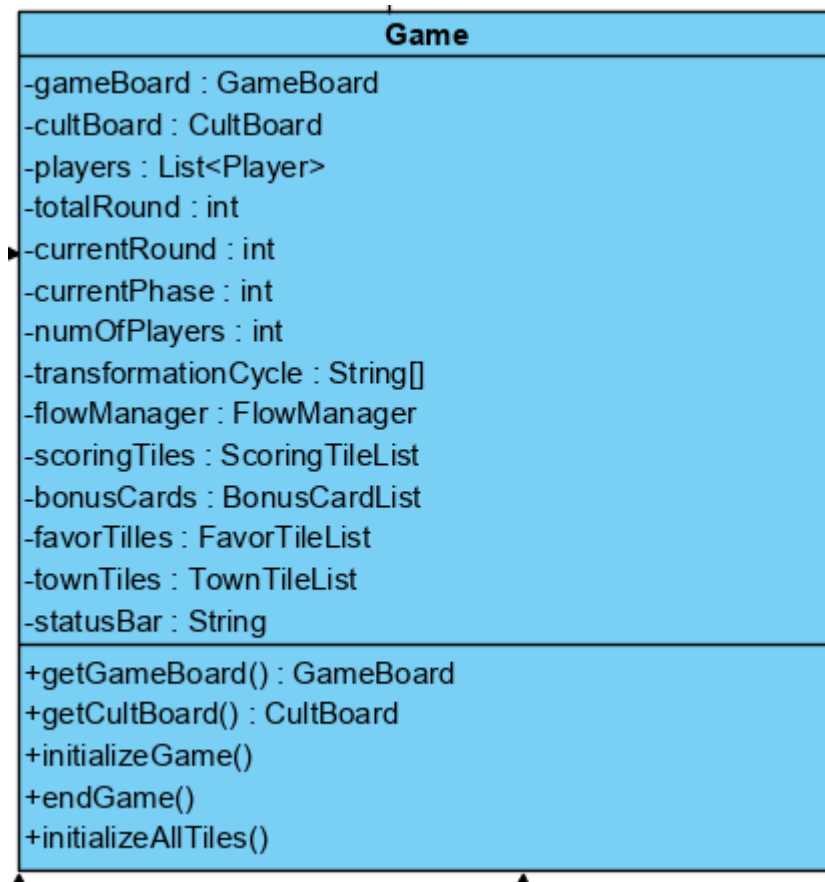 Game
-gameBoard : GameBoard
-cultBoard : CultBoard
-players : List<Player>
-totalRound : int
-currentRound : int
-currentPhase : int
-numOfPlayers : int
-transformationCycle : String[]
-flowManager : FlowManager
-scoringTiles : ScoringTileList
-bonusCards : BonusCardList
-favorTilles : FavorTileList
-townTiles : TownTileList
-statusBar : String
+getGameBoard() : GameBoard
+getCultBoard() : CultBoard
+initializeGame()
+endGame()
+initializeAllTiles()